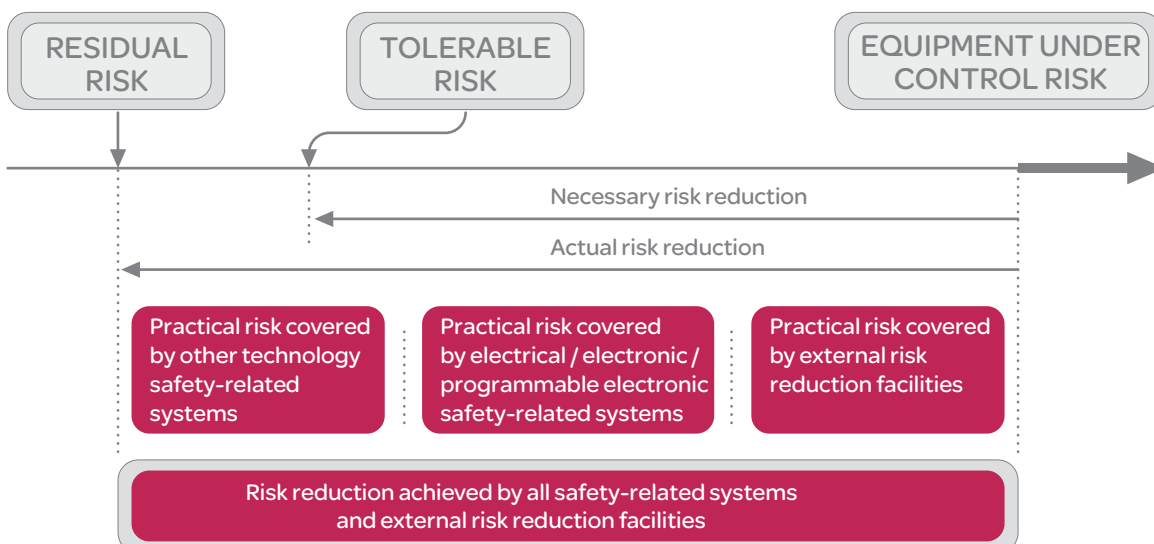 RESIDUAL
RISK
TOLERABLE
RISK
EQUIPMENT UNDER
CONTROL RISK
Necessary risk reduction
Actual risk reduction
Practical risk covered
by other technology
safety-related
systems
Practical risk covered
by electrical / electronic /
programmable electronic
safety-related systems
Practical risk covered
by external risk
reduction facilities
Risk reduction achieved by all safety-related systems
and external risk reduction facilities